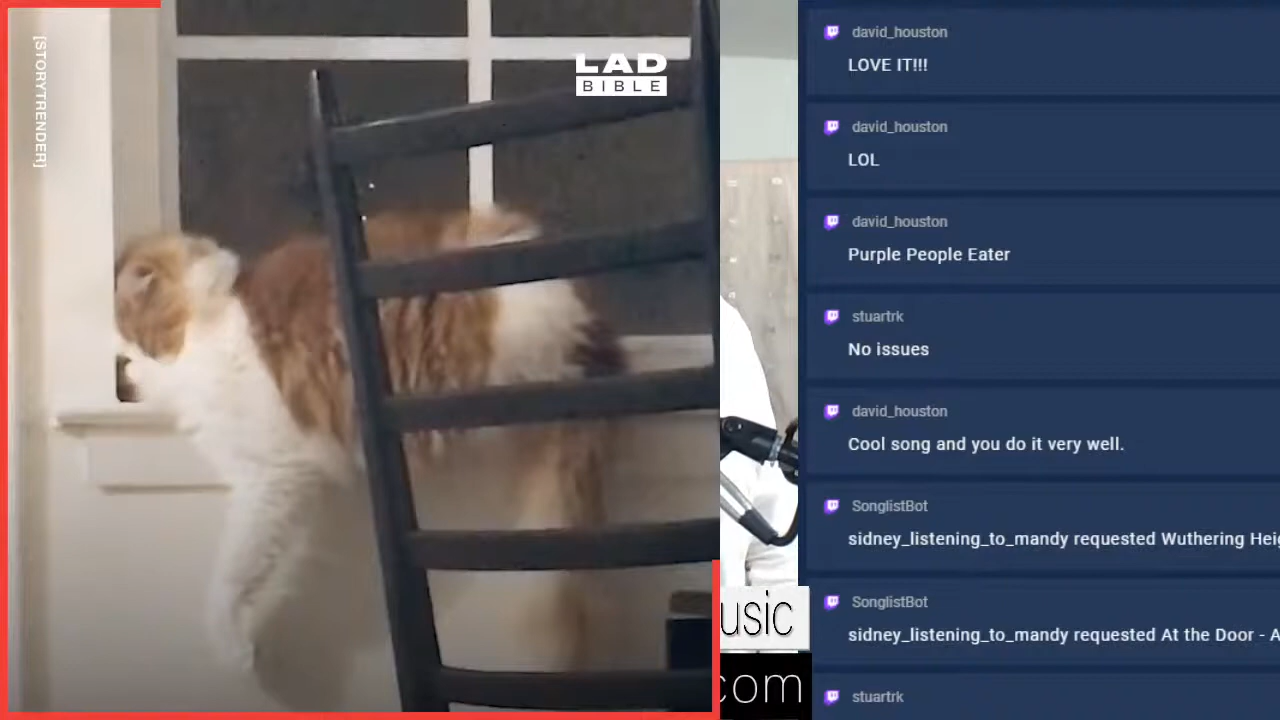 [STORYTRENDER]
LAD
BIBLE
usic
com
david_houston
LOVE IT!!!
david_houston
LOL
david_houston
Purple People Eater
stuartrk
No issues
david_houston
Cool song and you do it very well.
SonglistBot
sidney_listening_to_mandy requested Wuthering Hei
SonglistBot
sidney_listening_to_mandy requested At the Door - A
stuartrk